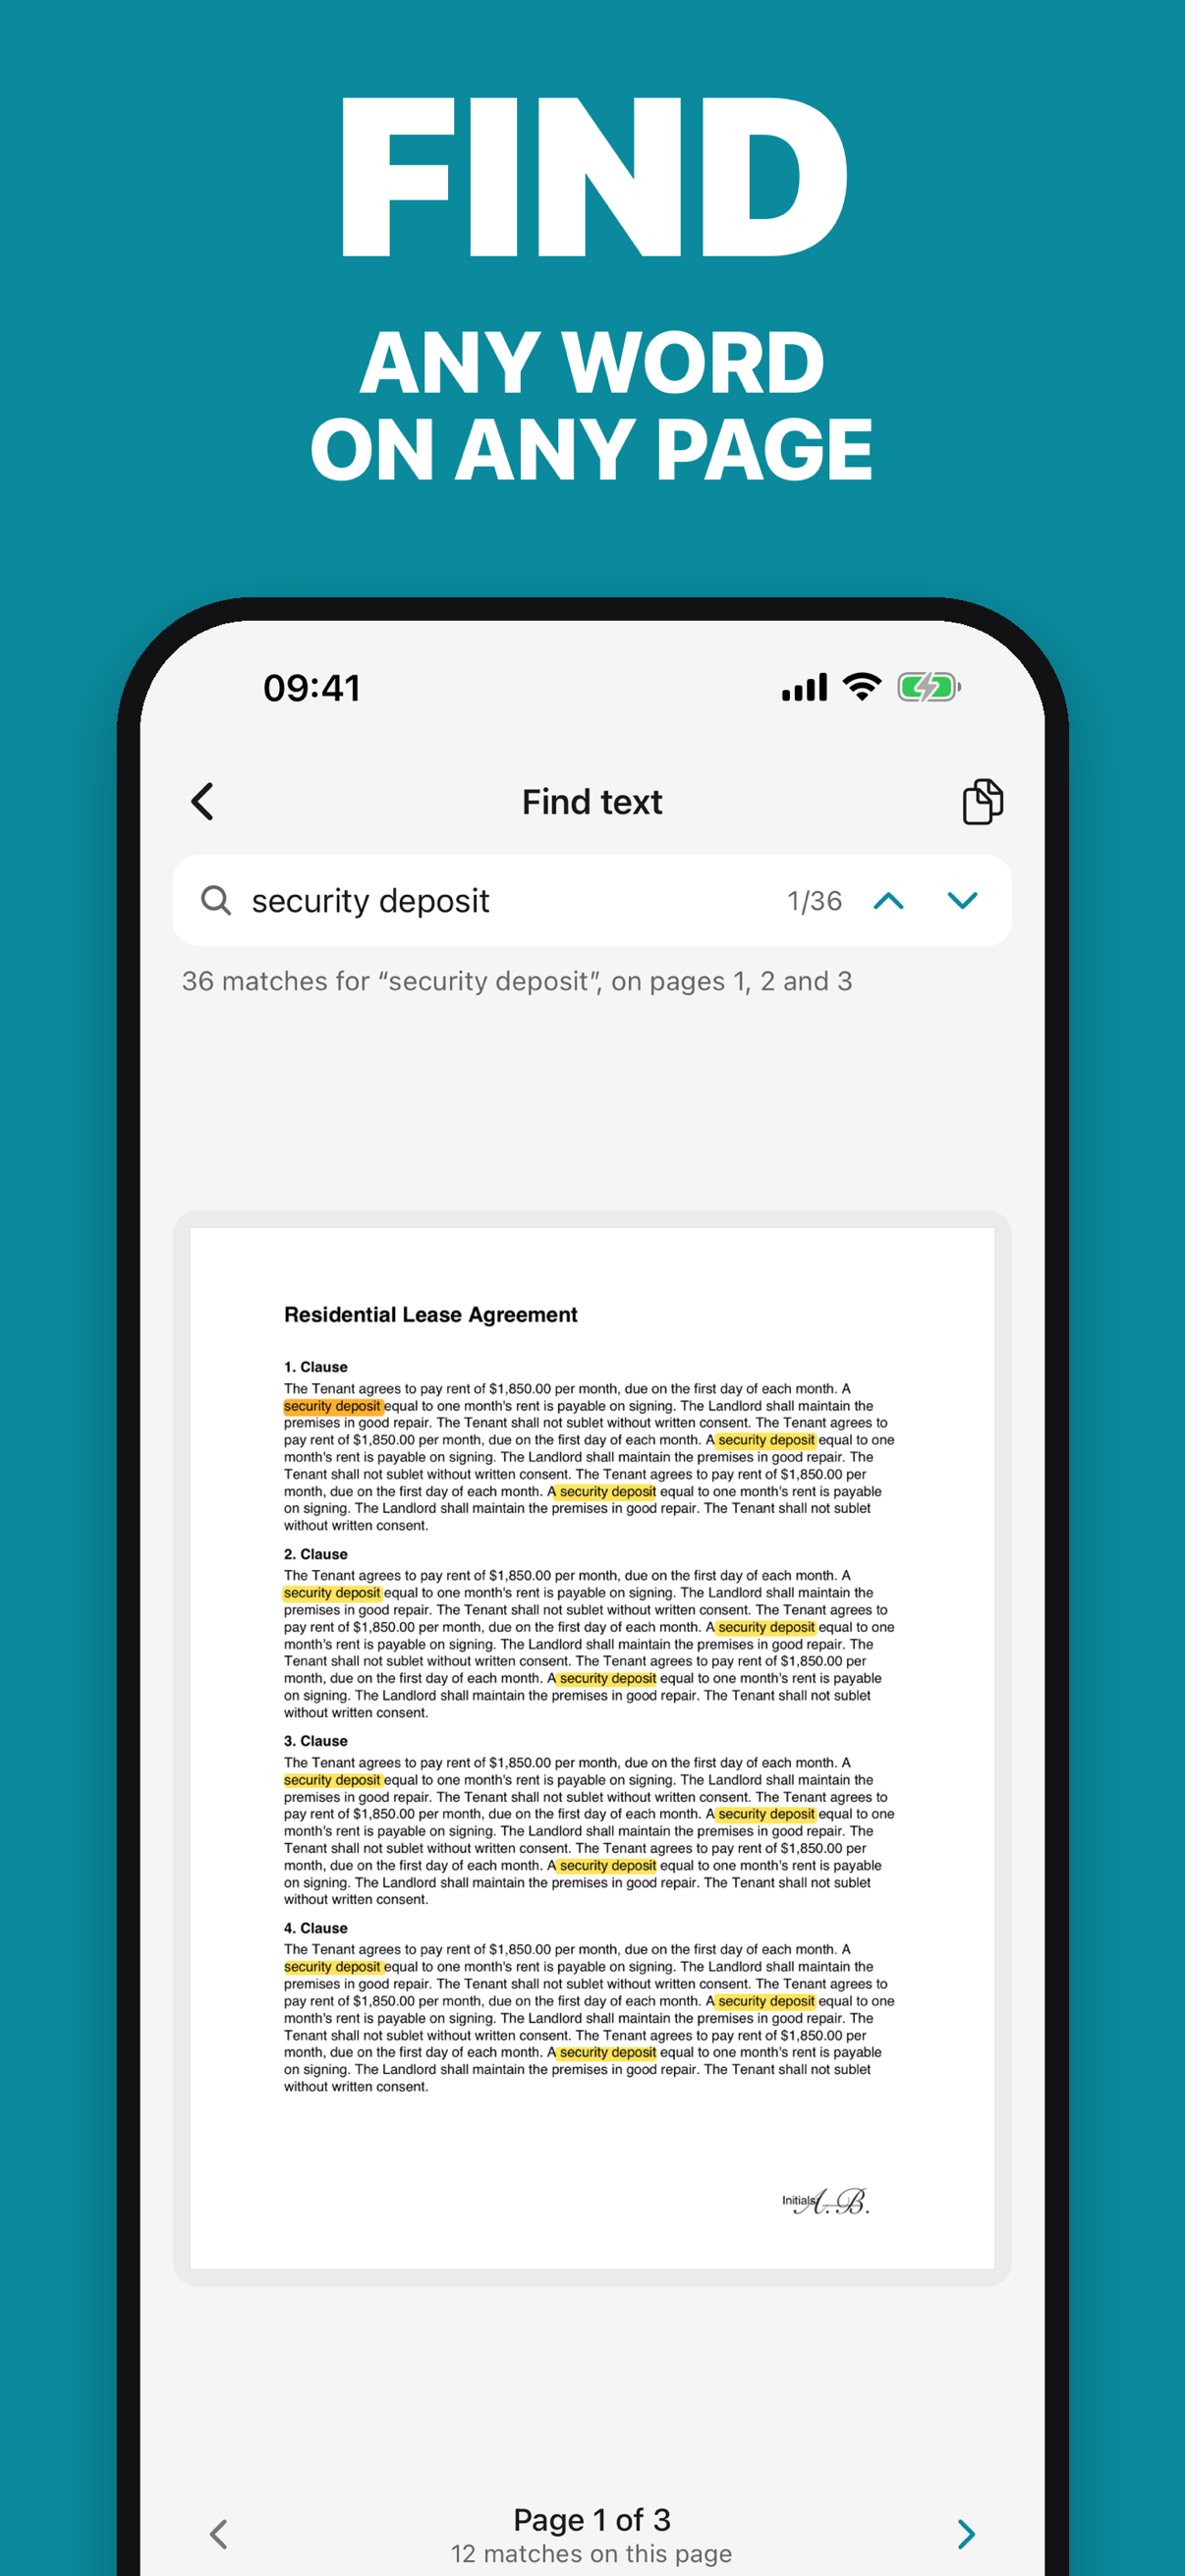 FIND
ANY WORD
ON ANY PAGE
09:41
Find text
security deposit
1/36
36 matches for “security deposit”, on pages 1, 2 and 3
Residential Lease Agreement
1. Clause
The Tenant agrees to pay rent of $1,850.00 per month, due on the first day of each month. A
security deposit equal to one month's rent is payable on signing. The Landlord shall maintain the
premises in good repair. The Tenant shall not sublet without written consent. The Tenant agrees to
pay rent of $1,850.00 per month, due on the first day of each month. A security deposit equal to one
month's rent is payable on signing. The Landlord shall maintain the premises in good repair. The
Tenant shall not sublet without written consent. The Tenant agrees to pay rent of $1,850.00 per
month, due on the first day of each month. A security deposit equal to one month's rent is payable
on signing. The Landlord shall maintain the premises in good repair. The Tenant shall not sublet
without written consent.
2. Clause
The Tenant agrees to pay rent of $1,850.00 per month, due on the first day of each month. A
security deposit equal to one month's rent is payable on signing. The Landlord shall maintain the
premises in good repair. The Tenant shall not sublet without written consent. The Tenant agrees to
pay rent of $1,850.00 per month, due on the first day of each month. A security deposit equal to one
month's rent is payable on signing. The Landlord shall maintain the premises in good repair. The
Tenant shall not sublet without written consent. The Tenant agrees to pay rent of $1,850.00 per
month, due on the first day of each month. A security deposit equal to one month's rent is payable
on signing. The Landlord shall maintain the premises in good repair. The Tenant shall not sublet
without written consent.
3. Clause
The Tenant agrees to pay rent of $1,850.00 per month, due on the first day of each month. A
security deposit equal to one month's rent is payable on signing. The Landlord shall maintain the
premises in good repair. The Tenant shall not sublet without written consent. The Tenant agrees to
pay rent of $1,850.00 per month, due on the first day of each month. A security deposit equal to one
month's rent is payable on signing. The Landlord shall maintain the premises in good repair. The
Tenant shall not sublet without written consent. The Tenant agrees to pay rent of $1,850.00 per
month, due on the first day of each month. A security deposit equal to one month's rent is payable
on signing. The Landlord shall maintain the premises in good repair. The Tenant shall not sublet
without written consent.
4. Clause
The Tenant agrees to pay rent of $1,850.00 per month, due on the first day of each month. A
security deposit equal to one month's rent is payable on signing. The Landlord shall maintain the
premises in good repair. The Tenant shall not sublet without written consent. The Tenant agrees to
pay rent of $1,850.00 per month, due on the first day of each month. A security deposit equal to one
month's rent is payable on signing. The Landlord shall maintain the premises in good repair. The
Tenant shall not sublet without written consent. The Tenant agrees to pay rent of $1,850.00 per
month, due on the first day of each month. A security deposit equal to one month's rent is payable
on signing. The Landlord shall maintain the premises in good repair. The Tenant shall not sublet
without written consent.
Initials A. B.
Page 1 of 3
12 matches on this page